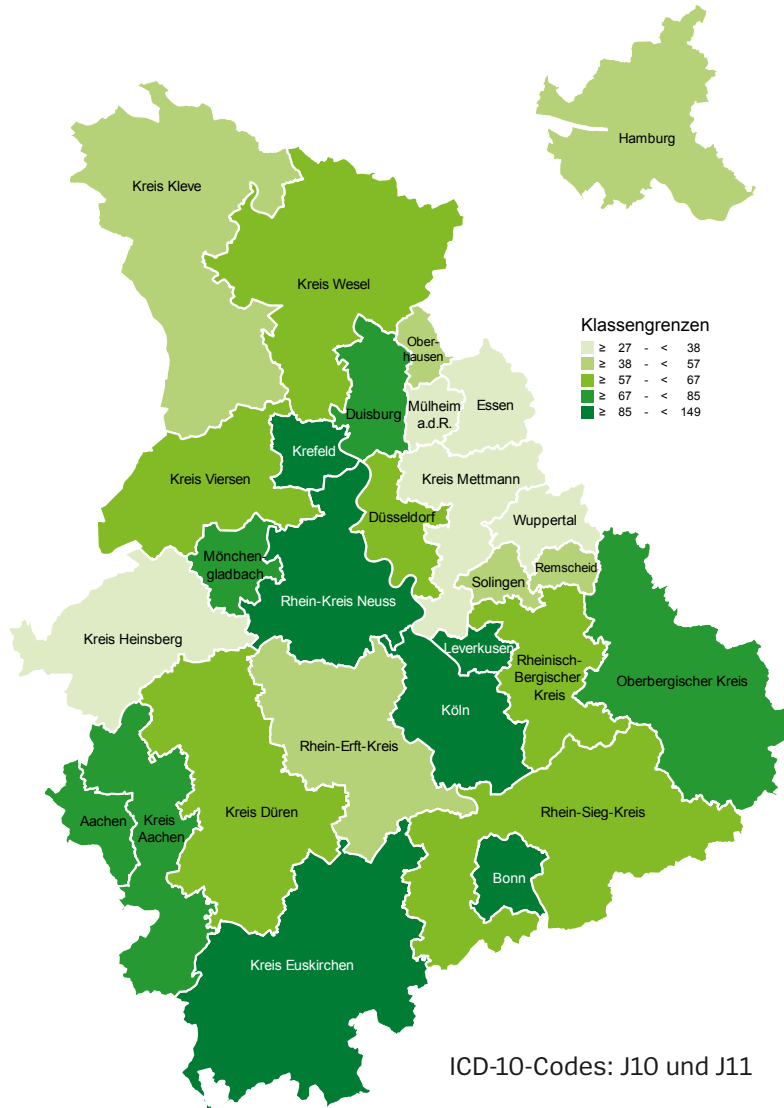 Hamburg
Kreis Kleve
Kreis Wesel
Klassengrenzen
≥ 27 - < 38
≥ 38 - < 57
≥ 57 - < 67
≥ 67 - < 85
≥ 85 - < 149
Ober-
hausen
Duisburg
Mülheim
a.d.R.
Essen
Krefeld
Kreis Viersen
Kreis Mettmann
Düsseldorf
Wuppertal
Mönchen-
gladbach
Solingen
Remscheid
Rhein-Kreis Neuss
Kreis Heinsberg
Leverkusen
Rheinisch-
Bergischer
Kreis
Oberbergischer Kreis
Köln
Rhein-Erft-Kreis
Aachen
Kreis
Aachen
Kreis Düren
Rhein-Sieg-Kreis
Bonn
Kreis Euskirchen
ICD-10-Codes: J10 und J11